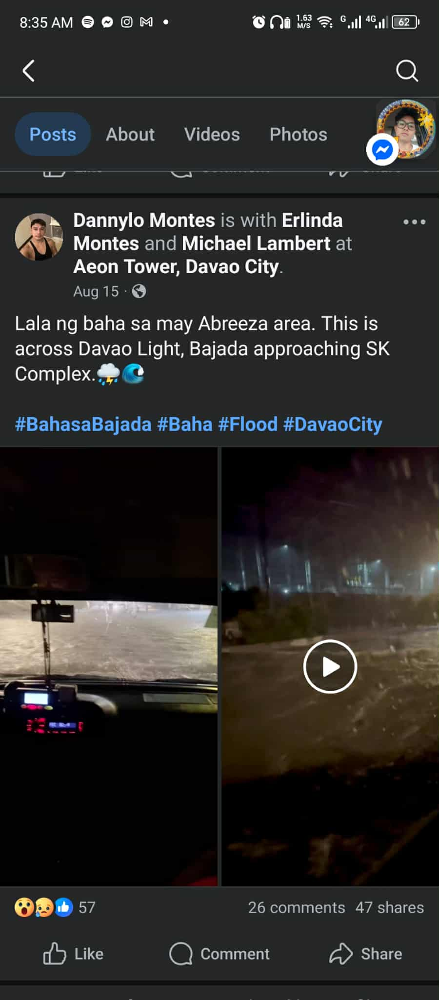 8:35 AM
1.63
M/S
G
4G
62
Posts
About
Videos
Photos
Dannylo Montes is with Erlinda
Montes and Michael Lambert at
Aeon Tower, Davao City.
Aug 15 ·
Lala ng baha sa may Abreeza area. This is
across Davao Light, Bajada approaching SK
Complex.⛈️🌊
#BahasaBajada #Baha #Flood #DavaoCity
57
26 comments 47 shares
Like
Comment
Share